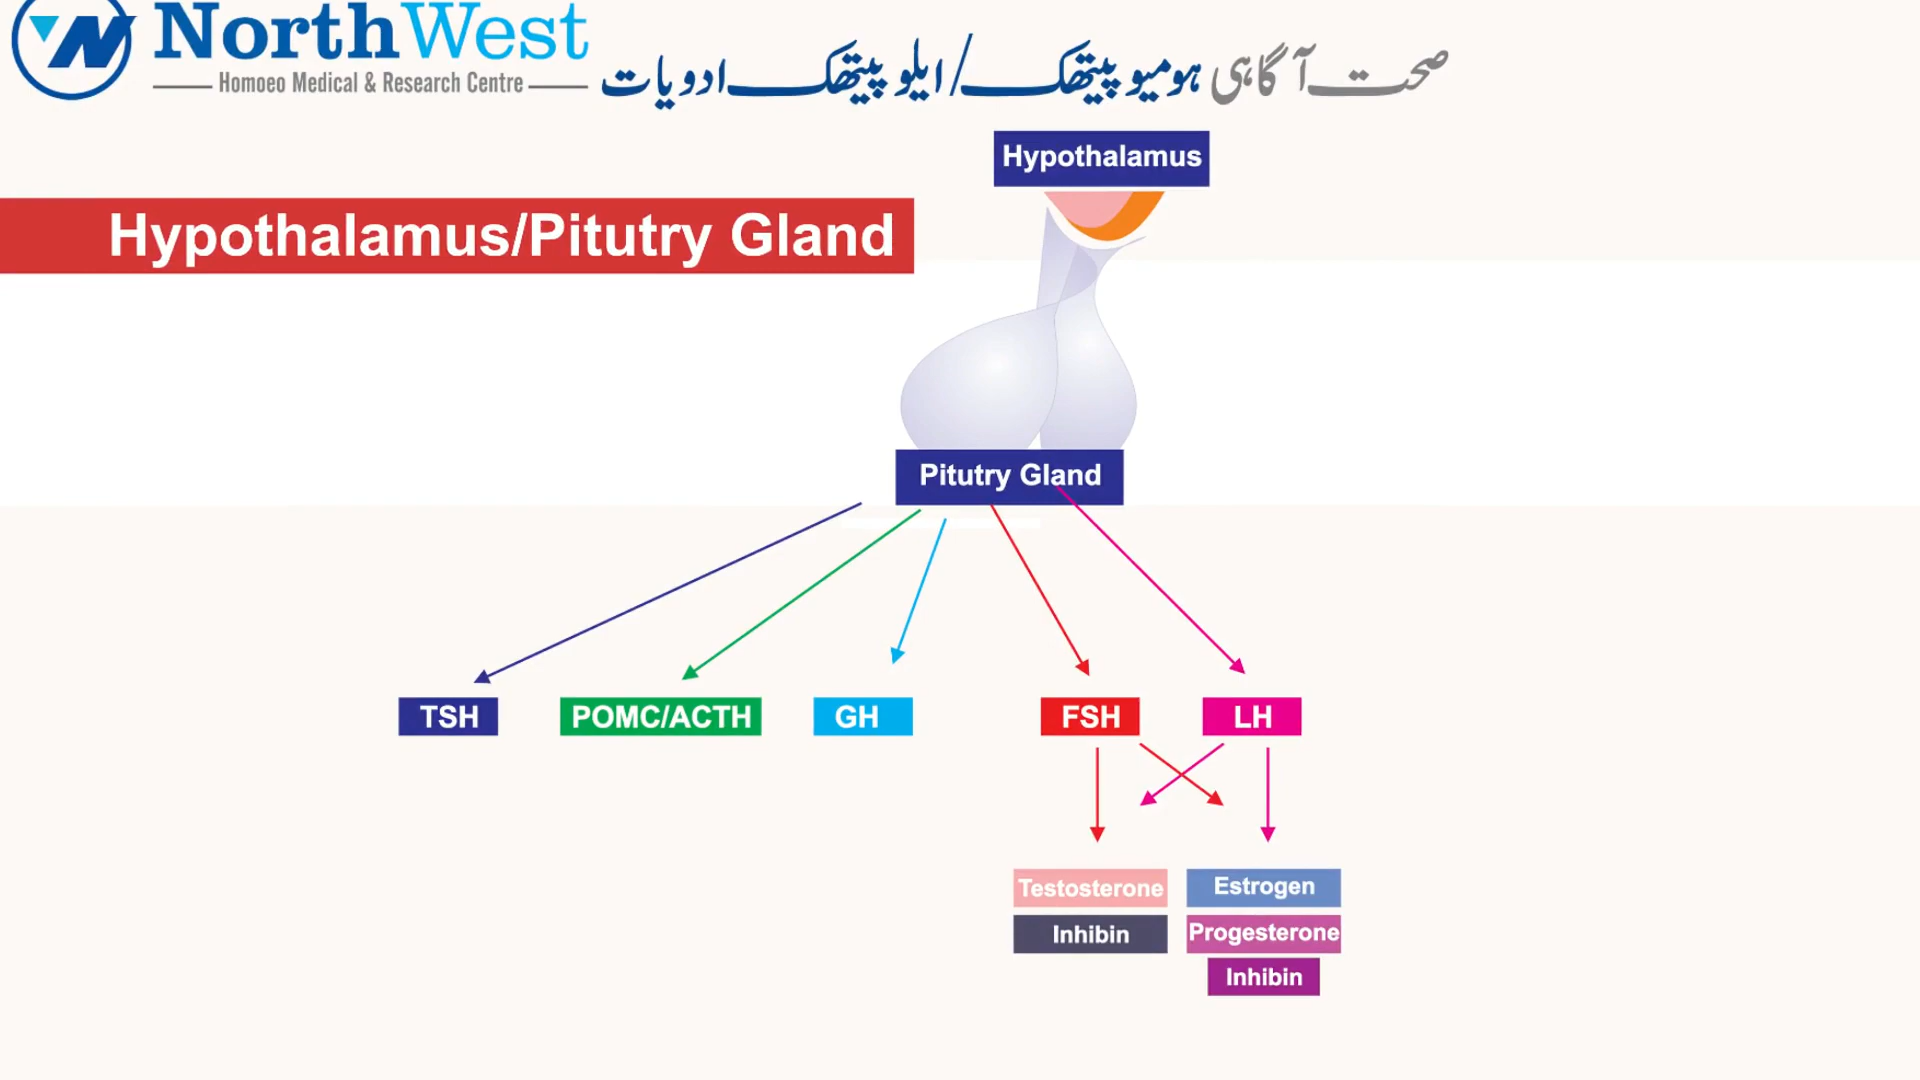 NorthWest
Homoeo Medical & Research Centre
صحت آگاہی ہومیوپیتھک/ایلوپیتھک ادویات
Hypothalamus
Hypothalamus/Pitutry Gland
Pitutry Gland
TSH POMC/ACTH GH FSH LH
Testosterone Estrogen
Inhibin Progesterone
Inhibin